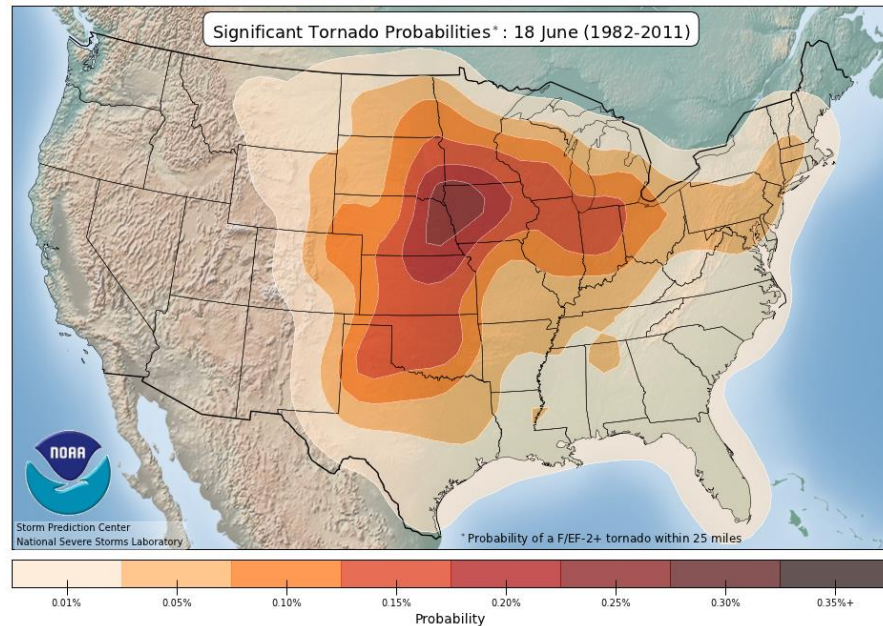 Significant Tornado Probabilities*: 18 June (1982-2011)
NOAA
Storm Prediction Center
National Severe Storms Laboratory
*Probability of a F/EF-2+ tornado within 25 miles
0.01% 0.05% 0.10% 0.15% 0.20% 0.25% 0.30% 0.35%+
Probability